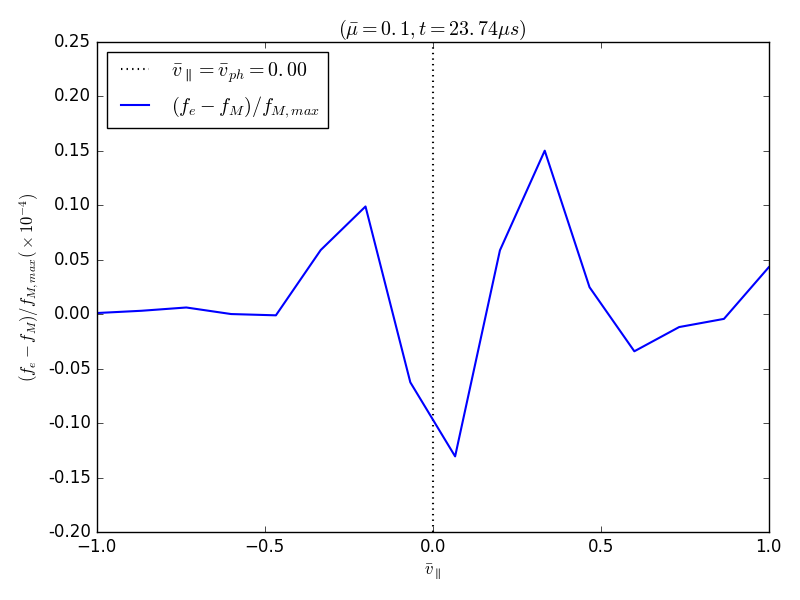 (μ̄ = 0.1, t = 23.74μs)
v̄∥ = v̄ph = 0.00
(fe − fM)/fM,max
0.25
0.20
0.15
0.10
0.05
0.00
-0.05
-0.10
-0.15
-0.20
(fe − fM)/fM,max(×10⁻⁴)
−1.0 −0.5 0.0 0.5 1.0
v̄∥